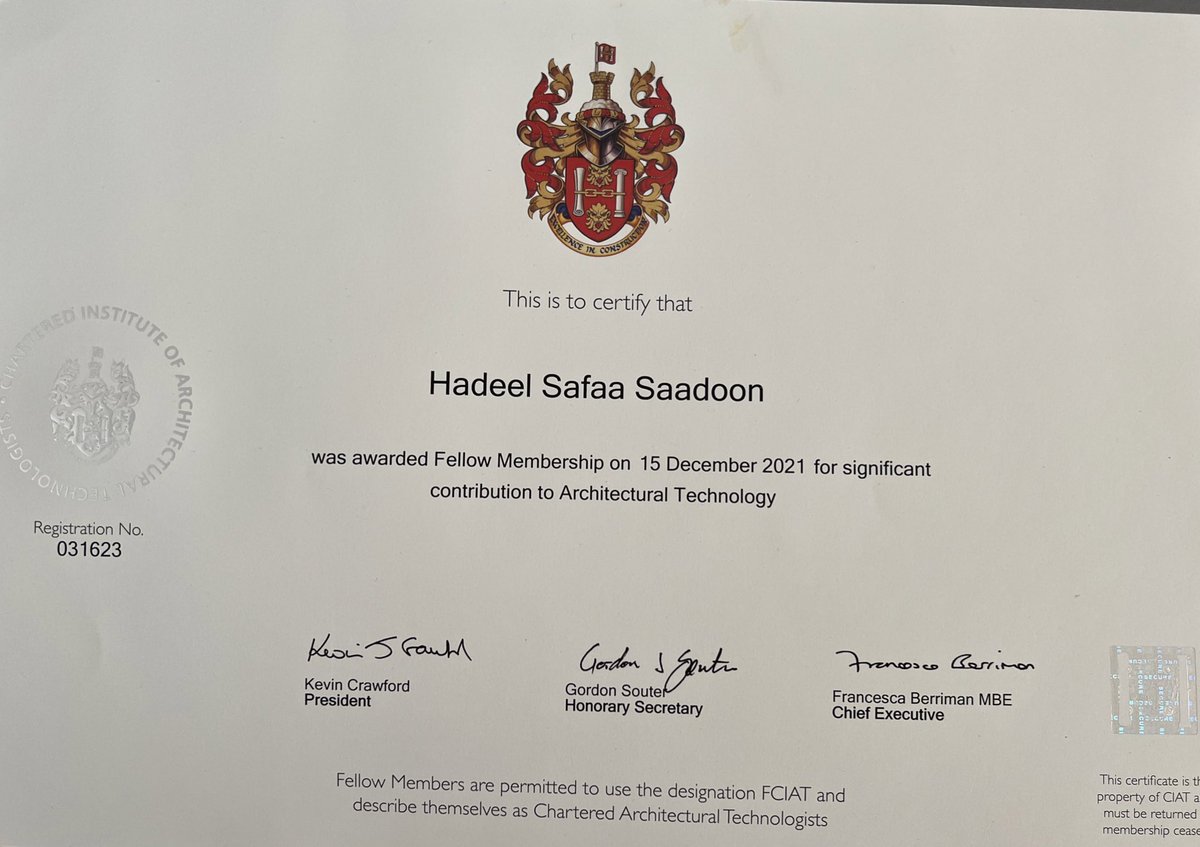 EXCELLENCE IN CONSTRUCTION
This is to certify that
Hadeel Safaa Saadoon
was awarded Fellow Membership on 15 December 2021 for significant
contribution to Architectural Technology
CHARTERED INSTITUTE OF ARCHITECTURAL TECHNOLOGISTS
Registration No.
031623
Kevin Crawford
President
Gordon Souter
Honorary Secretary
Francesca Berriman MBE
Chief Executive
Fellow Members are permitted to use the designation FCIAT and
describe themselves as Chartered Architectural Technologists
This certificate is
property of CIAT
must be returned
membership